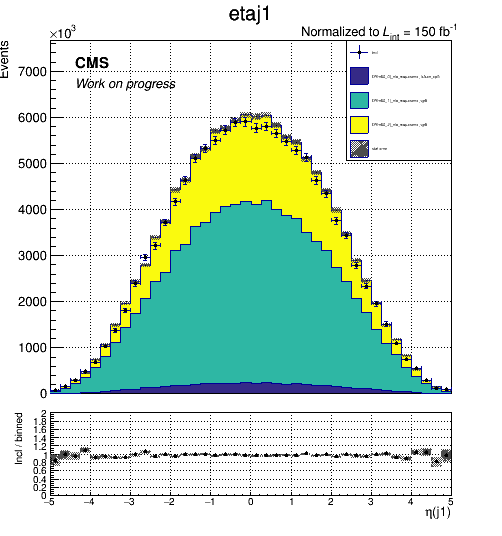 etaj1
×10³
Normalized to L_int = 150 fb⁻¹
Events
CMS
Work on progress
7000
6000
5000
4000
3000
2000
1000
0
Incl / binned
2
1.8
1.6
1.4
1.2
1
0.8
0.6
0.4
0.2
0
−5 −4 −3 −2 −1 0 1 2 3 4 5
η(j1)